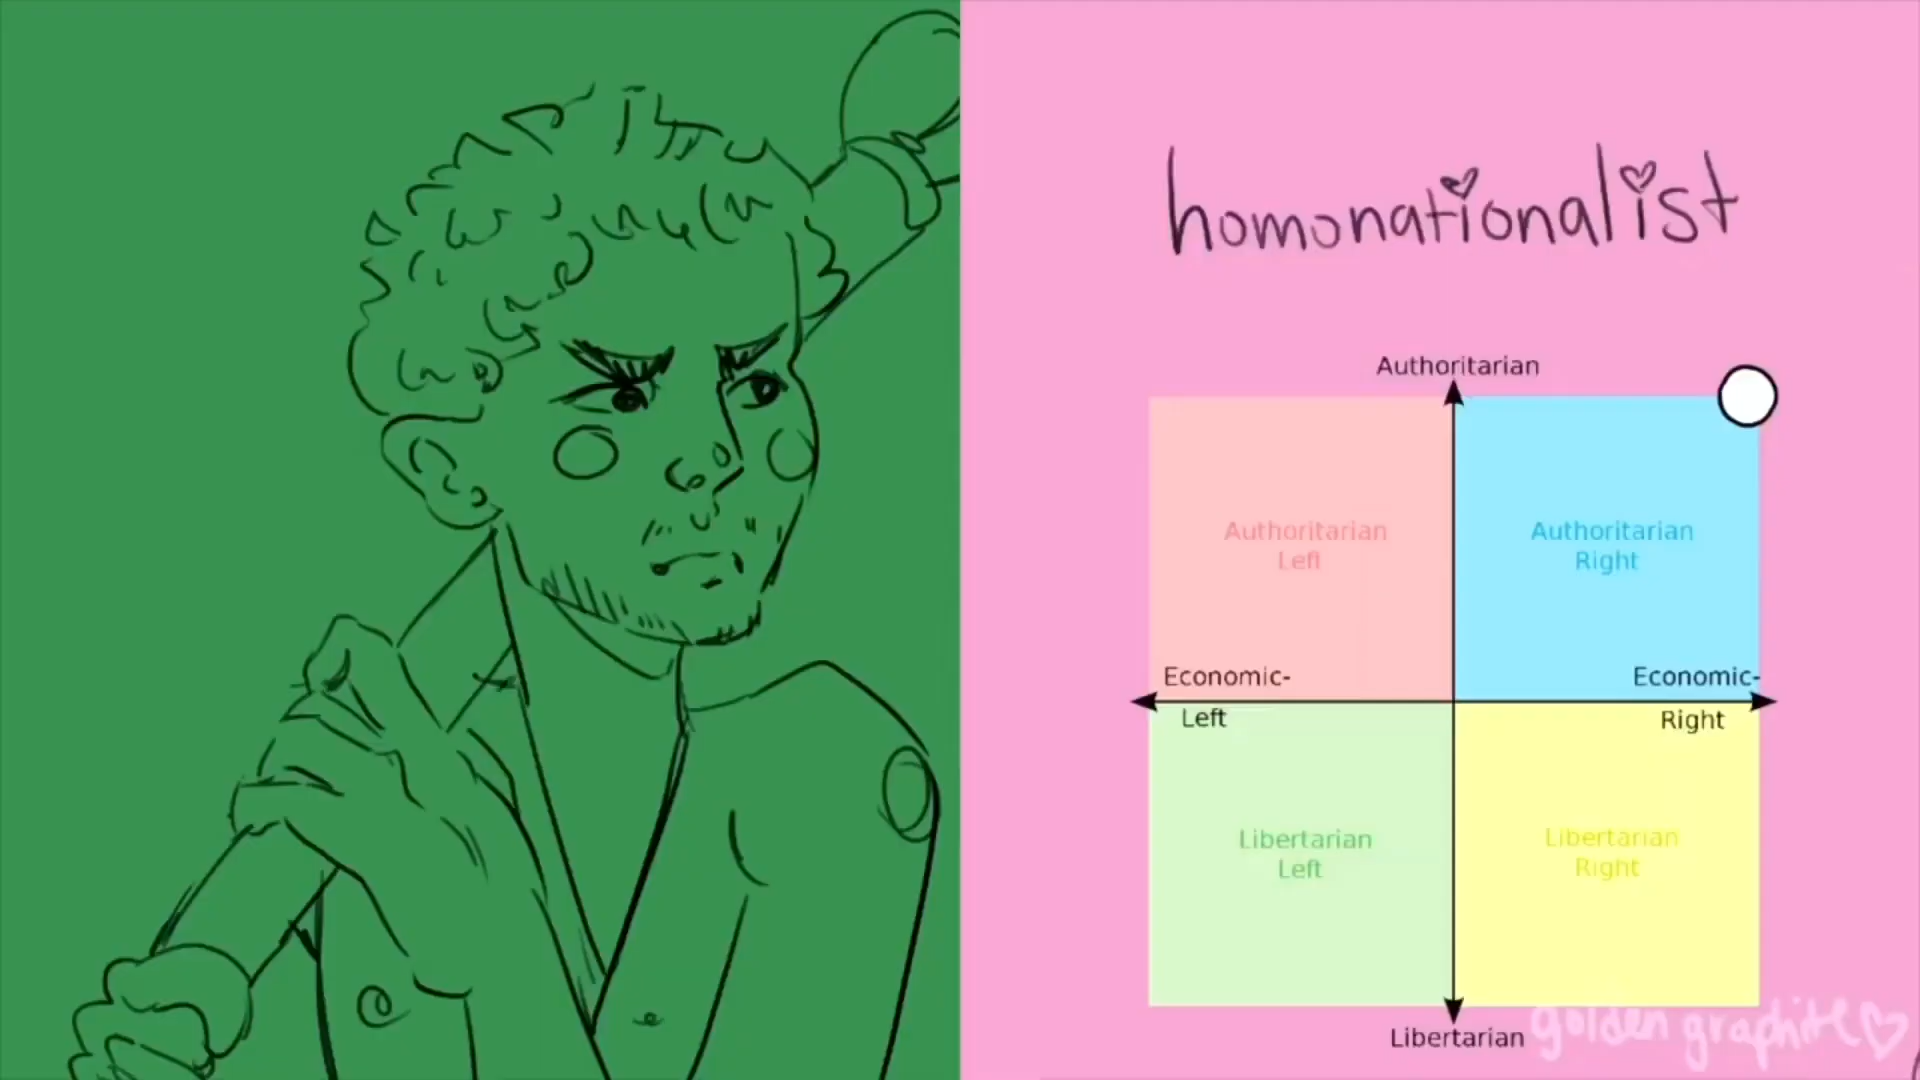 homonationalist
Authoritarian
Authoritarian
Left
Authoritarian
Right
Economic-
Left
Economic-
Right
Libertarian
Left
Libertarian
Right
Libertarian
golden graphite